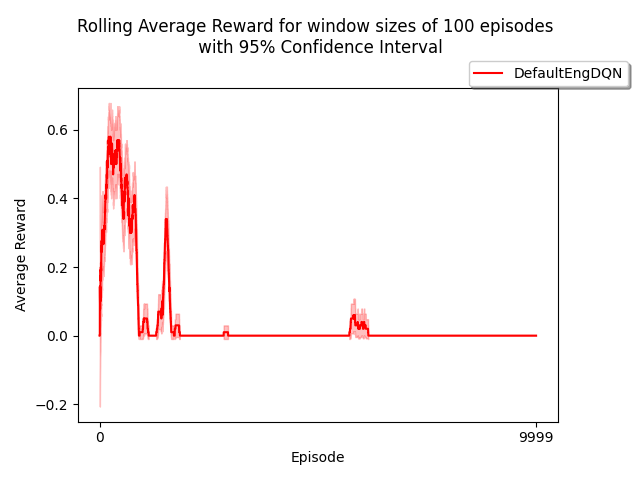 Rolling Average Reward for window sizes of 100 episodes
with 95% Confidence Interval
DefaultEngDQN
Average Reward
0.6
0.4
0.2
0.0
−0.2
0
9999
Episode